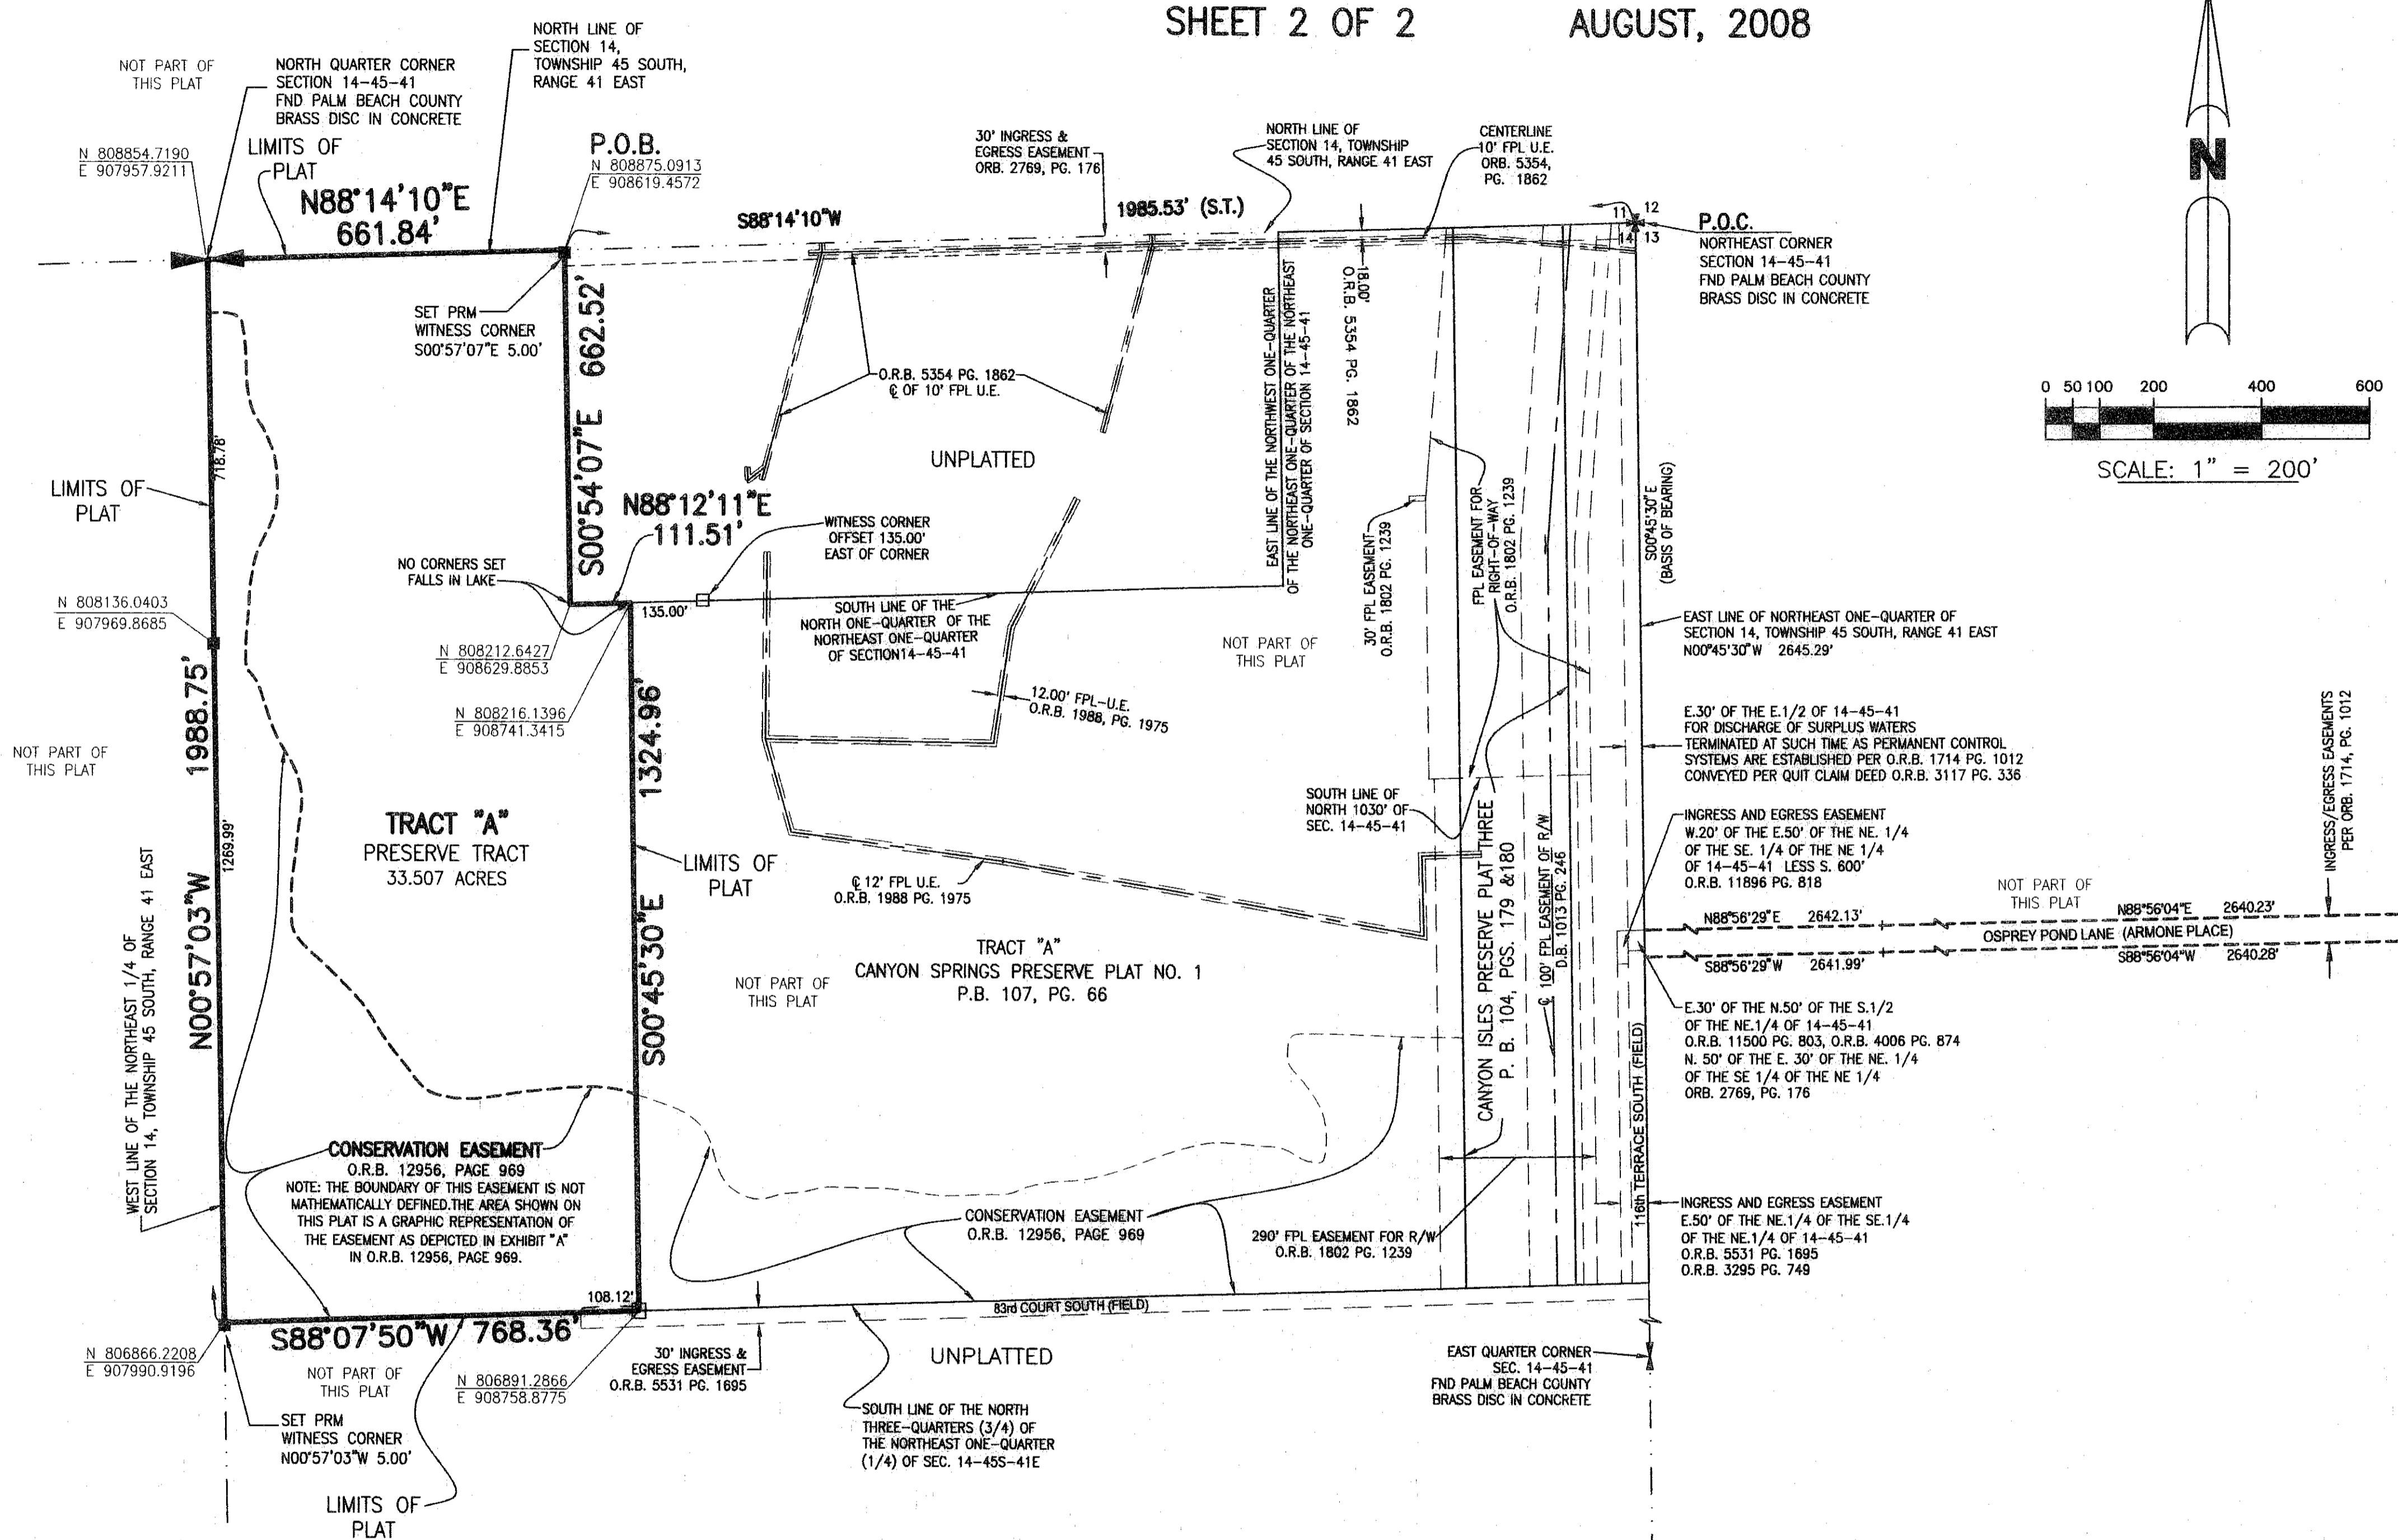 SHEET 2 OF 2
AUGUST, 2008
NOT PART OF
THIS PLAT
NORTH QUARTER CORNER
SECTION 14-45-41
FND PALM BEACH COUNTY
BRASS DISC IN CONCRETE
NORTH LINE OF
SECTION 14,
TOWNSHIP 45 SOUTH,
RANGE 41 EAST
N 808854.7190
E 907957.9211
LIMITS OF
PLAT
N88°14'10"E
661.84'
P.O.B.
N 808875.0913
E 908619.4572
S88°14'10"W
30' INGRESS &
EGRESS EASEMENT
ORB. 2769, PG. 176
1985.53' (S.T.)
NORTH LINE OF
SECTION 14, TOWNSHIP
45 SOUTH, RANGE 41 EAST
CENTERLINE
10' FPL U.E.
ORB. 5354,
PG. 1862
11
12
14
13
P.O.C.
NORTHEAST CORNER
SECTION 14-45-41
FND PALM BEACH COUNTY
BRASS DISC IN CONCRETE
N
0 50 100 200 400 600
SCALE: 1" = 200'
SET PRM
WITNESS CORNER
S00°57'07"E 5.00'
S00°54'07"E 662.52'
O.R.B. 5354 PG. 1862
℄ OF 10' FPL U.E.
UNPLATTED
EAST LINE OF THE NORTHWEST ONE-QUARTER
OF THE NORTHEAST ONE-QUARTER OF THE NORTHEAST
ONE-QUARTER OF SECTION 14-45-41
18.00'
O.R.B. 5354 PG. 1862
30' FPL EASEMENT
O.R.B. 1802 PG. 1239
FPL EASEMENT FOR
RIGHT-OF-WAY
O.R.B. 1802 PG. 1239
S00°45'30"E
(BASIS OF BEARING)
LIMITS OF
PLAT
718.78'
N88°12'11"E
111.51'
WITNESS CORNER
OFFSET 135.00'
EAST OF CORNER
NO CORNERS SET
FALLS IN LAKE
135.00'
N 808136.0403
E 907969.8685
N 808212.6427
E 908629.8853
N 808216.1396
E 908741.3415
SOUTH LINE OF THE
NORTH ONE-QUARTER OF THE
NORTHEAST ONE-QUARTER
OF SECTION14-45-41
NOT PART OF
THIS PLAT
EAST LINE OF NORTHEAST ONE-QUARTER OF
SECTION 14, TOWNSHIP 45 SOUTH, RANGE 41 EAST
N00°45'30"W 2645.29'
12.00' FPL-U.E.
O.R.B. 1988, PG. 1975
NOT PART OF
THIS PLAT
N00°57'03"W 1988.75'
1269.99'
TRACT "A"
PRESERVE TRACT
33.507 ACRES
S00°45'30"E 1324.96'
LIMITS OF
PLAT
℄ 12' FPL U.E.
O.R.B. 1988 PG. 1975
SOUTH LINE OF
NORTH 1030' OF
SEC. 14-45-41
E.30' OF THE E.1/2 OF 14-45-41
FOR DISCHARGE OF SURPLUS WATERS
TERMINATED AT SUCH TIME AS PERMANENT CONTROL
SYSTEMS ARE ESTABLISHED PER O.R.B. 1714 PG. 1012
CONVEYED PER QUIT CLAIM DEED O.R.B. 3117 PG. 336
INGRESS AND EGRESS EASEMENT
W.20' OF THE E.50' OF THE NE. 1/4
OF THE SE. 1/4 OF THE NE 1/4
OF 14-45-41 LESS S. 600'
O.R.B. 11896 PG. 818
INGRESS/EGRESS EASEMENTS
PER ORB. 1714, PG. 1012
NOT PART OF
THIS PLAT
N88°56'29"E 2642.13'
N88°56'04"E 2640.23'
OSPREY POND LANE (ARMONE PLACE)
S88°56'29"W 2641.99'
S88°56'04"W 2640.28'
CANYON ISLES PRESERVE PLAT THREE
P. B. 104, PGS. 179 &180
℄ 100' FPL EASEMENT OF R/W
D.B. 1013 PG. 246
TRACT "A"
CANYON SPRINGS PRESERVE PLAT NO. 1
P.B. 107, PG. 66
NOT PART OF
THIS PLAT
E.30' OF THE N.50' OF THE S.1/2
OF THE NE.1/4 OF 14-45-41
O.R.B. 11500 PG. 803, O.R.B. 4006 PG. 874
N. 50' OF THE E. 30' OF THE NE. 1/4
OF THE SE 1/4 OF THE NE 1/4
ORB. 2769, PG. 176
116th TERRACE SOUTH (FIELD)
WEST LINE OF THE NORTHEAST 1/4 OF
SECTION 14, TOWNSHIP 45 SOUTH, RANGE 41 EAST
CONSERVATION EASEMENT
O.R.B. 12956, PAGE 969
NOTE: THE BOUNDARY OF THIS EASEMENT IS NOT
MATHEMATICALLY DEFINED.THE AREA SHOWN ON
THIS PLAT IS A GRAPHIC REPRESENTATION OF
THE EASEMENT AS DEPICTED IN EXHIBIT "A"
IN O.R.B. 12956, PAGE 969.
CONSERVATION EASEMENT
O.R.B. 12956, PAGE 969
290' FPL EASEMENT FOR R/W
O.R.B. 1802 PG. 1239
INGRESS AND EGRESS EASEMENT
E.50' OF THE NE.1/4 OF THE SE.1/4
OF THE NE.1/4 OF 14-45-41
O.R.B. 5531 PG. 1695
O.R.B. 3295 PG. 749
108.12'
83rd COURT SOUTH (FIELD)
S88°07'50"W 768.36'
N 806866.2208
E 907990.9196
NOT PART OF
THIS PLAT
N 806891.2866
E 908758.8775
30' INGRESS &
EGRESS EASEMENT
O.R.B. 5531 PG. 1695
UNPLATTED
EAST QUARTER CORNER
SEC. 14-45-41
FND PALM BEACH COUNTY
BRASS DISC IN CONCRETE
SET PRM
WITNESS CORNER
N00°57'03"W 5.00'
SOUTH LINE OF THE NORTH
THREE-QUARTERS (3/4) OF
THE NORTHEAST ONE-QUARTER
(1/4) OF SEC. 14-45S-41E
LIMITS OF
PLAT